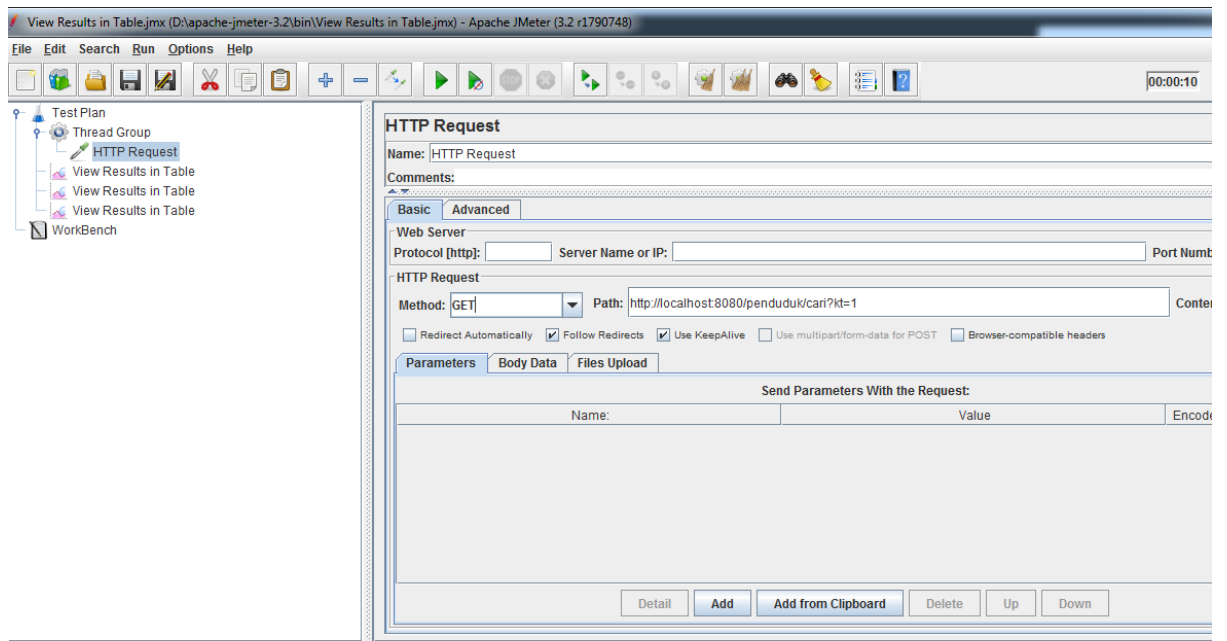 View Results in Table.jmx (D:\apache-jmeter-3.2\bin\View Results in Table.jmx) - Apache JMeter (3.2 r1790748)
File Edit Search Run Options Help
00:00:10
Test Plan
Thread Group
HTTP Request
View Results in Table
View Results in Table
View Results in Table
WorkBench
HTTP Request
Name: HTTP Request
Comments:
Basic Advanced
Web Server
Protocol [http]: Server Name or IP: Port Numb
HTTP Request
Method: GET Path: http://localhost:8080/penduduk/cari?kt=1 Conter
Redirect Automatically Follow Redirects Use KeepAlive Use multipart/form-data for POST Browser-compatible headers
Parameters Body Data Files Upload
Send Parameters With the Request:
Name: Value Encode
Detail Add Add from Clipboard Delete Up Down